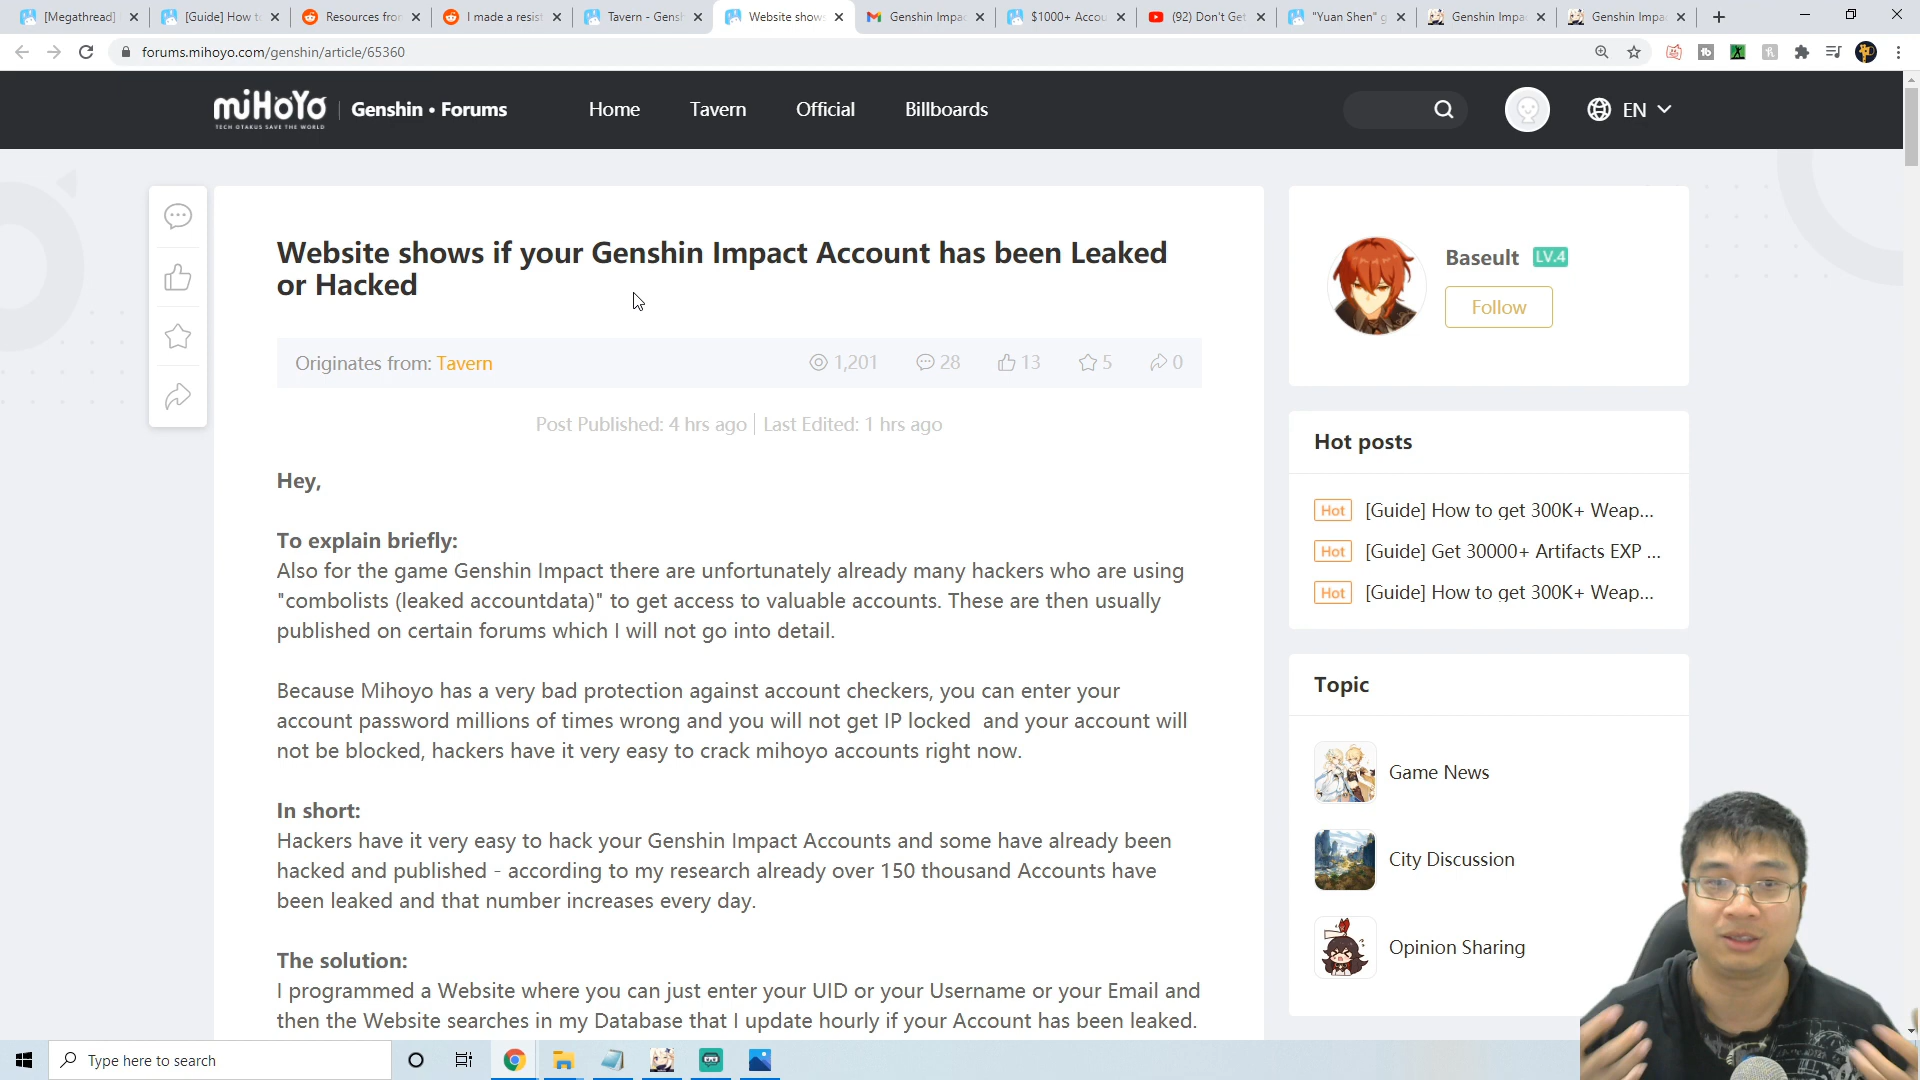 [Megathread]
[Guide] How t
Resources fro
I made a resis
Tavern - Gensh
Website show
Genshin Impac
$1000+ Accou
(92) Don't Get
"Yuan Shen" g
Genshin Impa
Genshin Impa
forums.mihoyo.com/genshin/article/65360
miHoYo
TECH OTAKUS SAVE THE WORLD
Genshin • Forums
Home
Tavern
Official
Billboards
EN
Website shows if your Genshin Impact Account has been Leaked
or Hacked
Originates from: Tavern
1,201
28
13
5
0
Post Published: 4 hrs ago
Last Edited: 1 hrs ago
Hey,
To explain briefly:
Also for the game Genshin Impact there are unfortunately already many hackers who are using
"combolists (leaked accountdata)" to get access to valuable accounts. These are then usually
published on certain forums which I will not go into detail.
Because Mihoyo has a very bad protection against account checkers, you can enter your
account password millions of times wrong and you will not get IP locked and your account will
not be blocked, hackers have it very easy to crack mihoyo accounts right now.
In short:
Hackers have it very easy to hack your Genshin Impact Accounts and some have already been
hacked and published - according to my research already over 150 thousand Accounts have
been leaked and that number increases every day.
The solution:
I programmed a Website where you can just enter your UID or your Username or your Email and
then the Website searches in my Database that I update hourly if your Account has been leaked.
Baseult LV.4
Follow
Hot posts
Hot [Guide] How to get 300K+ Weap...
Hot [Guide] Get 30000+ Artifacts EXP ...
Hot [Guide] How to get 300K+ Weap...
Topic
Game News
City Discussion
Opinion Sharing
Type here to search